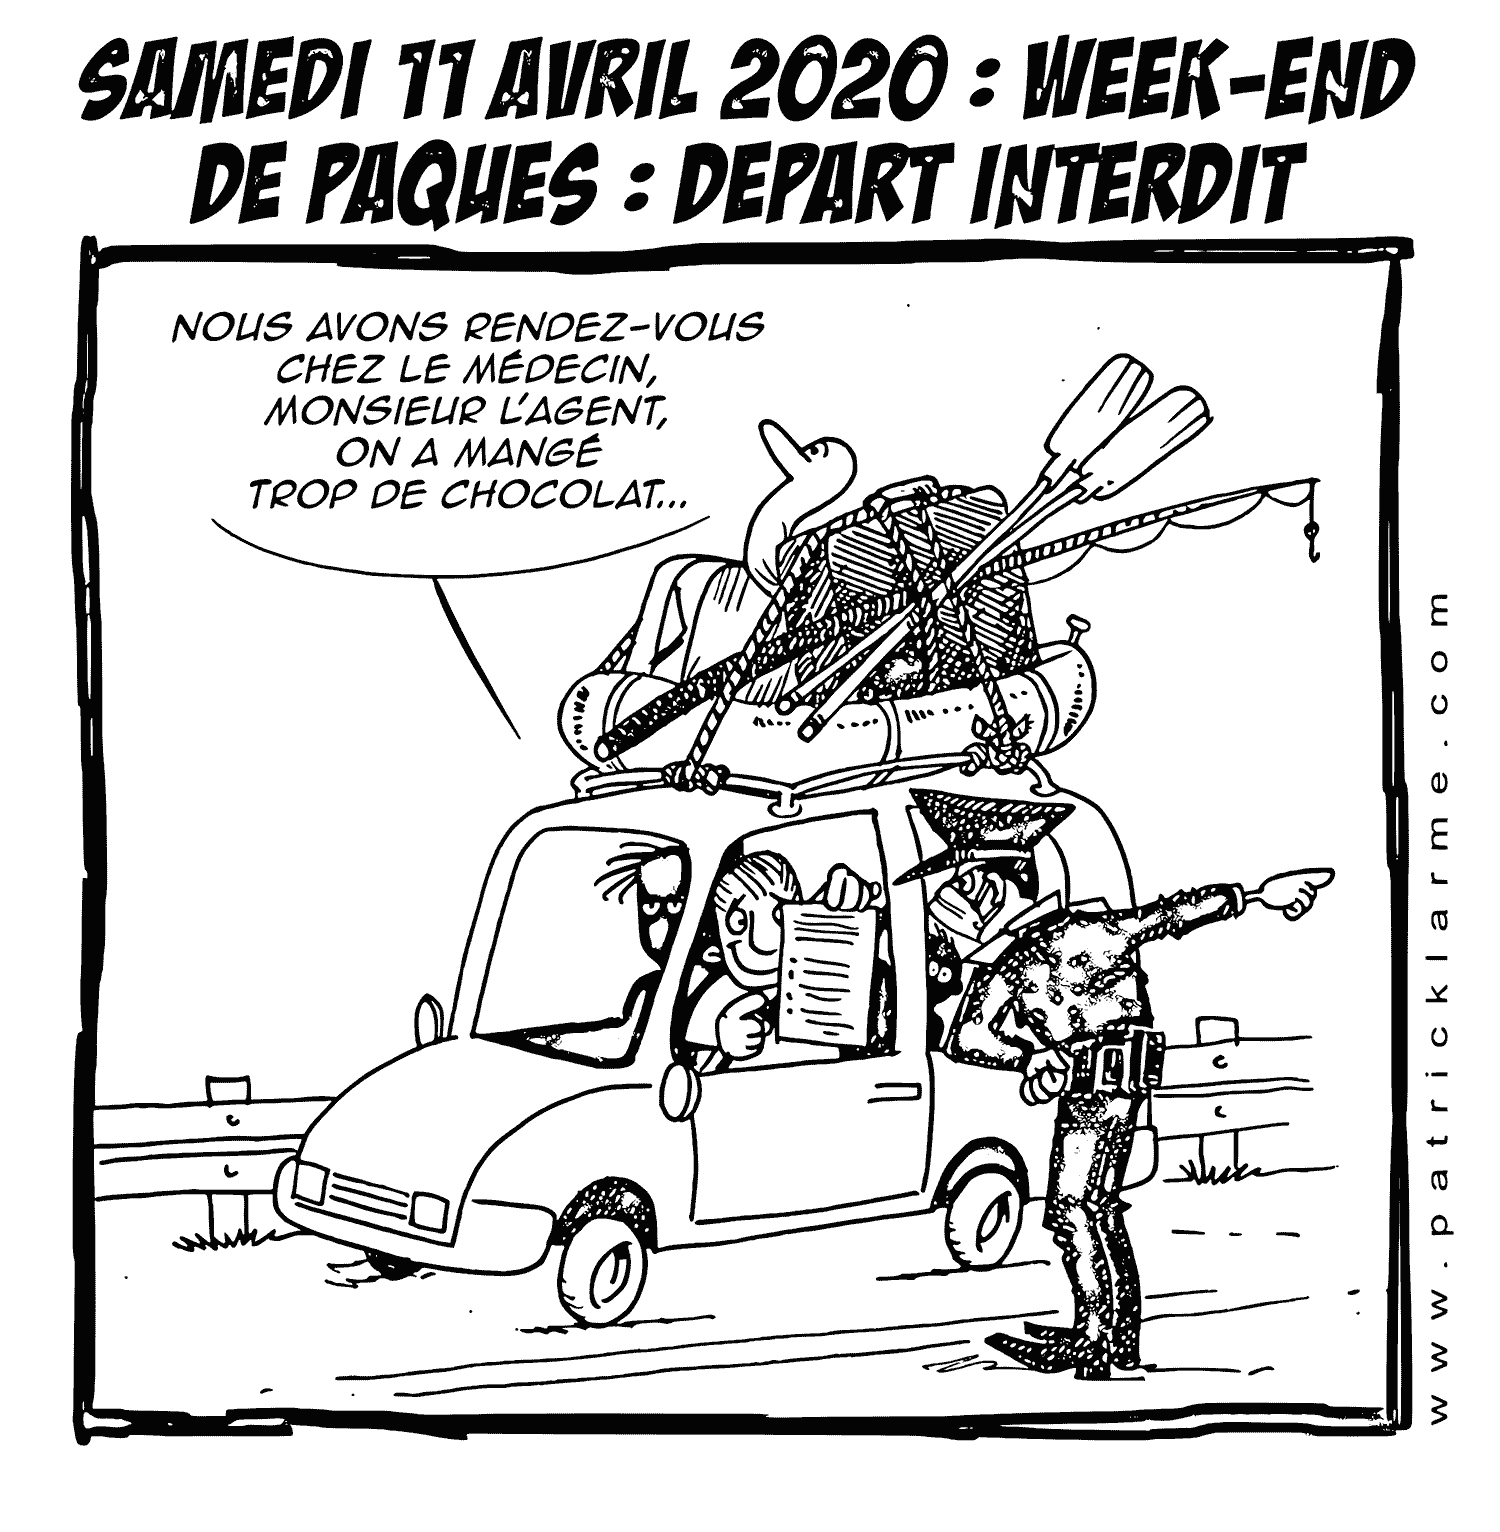 SAMEDI 11 AVRIL 2020 : WEEK-END
DE PAQUES : DEPART INTERDIT
NOUS AVONS RENDEZ-VOUS
CHEZ LE MÉDECIN,
MONSIEUR L'AGENT,
ON A MANGÉ
TROP DE CHOCOLAT...
www.patricklarme.com